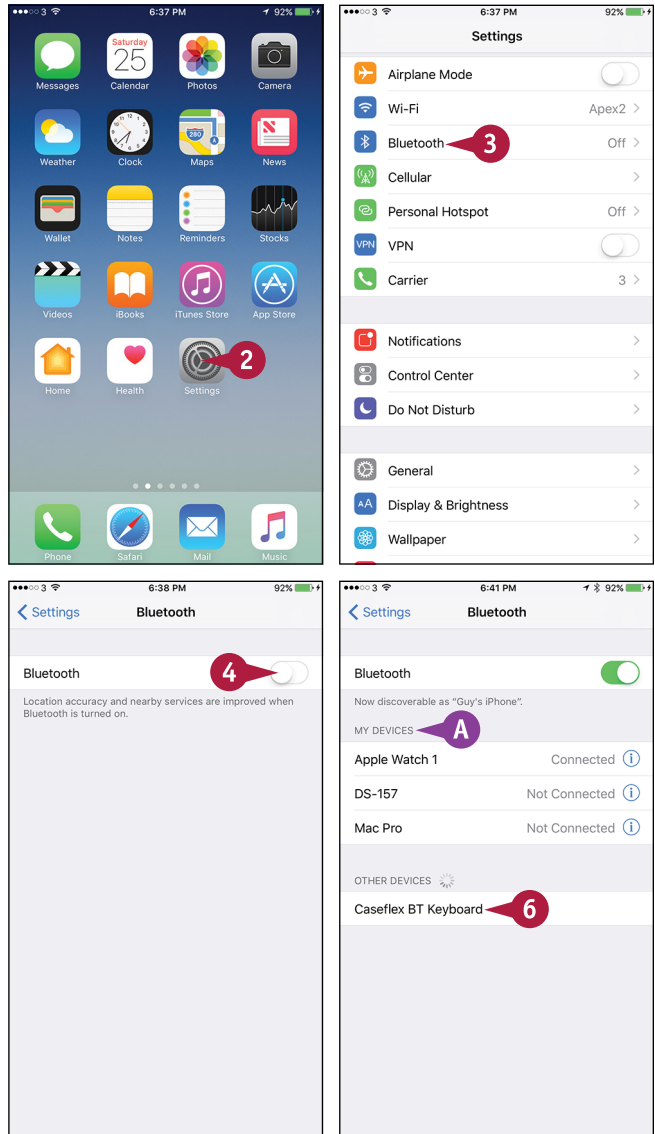 3 6:37 PM 92%
Saturday
25
Messages Calendar Photos Camera
280
Weather Clock Maps News
Wallet Notes Reminders Stocks
Videos iBooks iTunes Store App Store
2
Home Health Settings
Phone Safari Mail Music
3 6:37 PM 92%
Settings
Airplane Mode
Wi-Fi Apex2
Bluetooth 3 Off
Cellular
Personal Hotspot Off
VPN VPN
Carrier 3
Notifications
Control Center
Do Not Disturb
General
AA Display & Brightness
Wallpaper
3 6:38 PM 92%
Settings Bluetooth
Bluetooth 4
Location accuracy and nearby services are improved when
Bluetooth is turned on.
3 6:41 PM 92%
Settings Bluetooth
Bluetooth
Now discoverable as “Guy's iPhone”.
MY DEVICES A
Apple Watch 1 Connected i
DS-157 Not Connected i
Mac Pro Not Connected i
OTHER DEVICES
Caseflex BT Keyboard 6